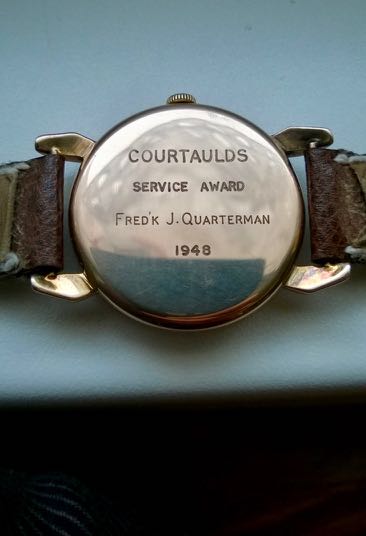 COURTAULDS
SERVICE AWARD
FRED'K J. QUARTERMAN
1948